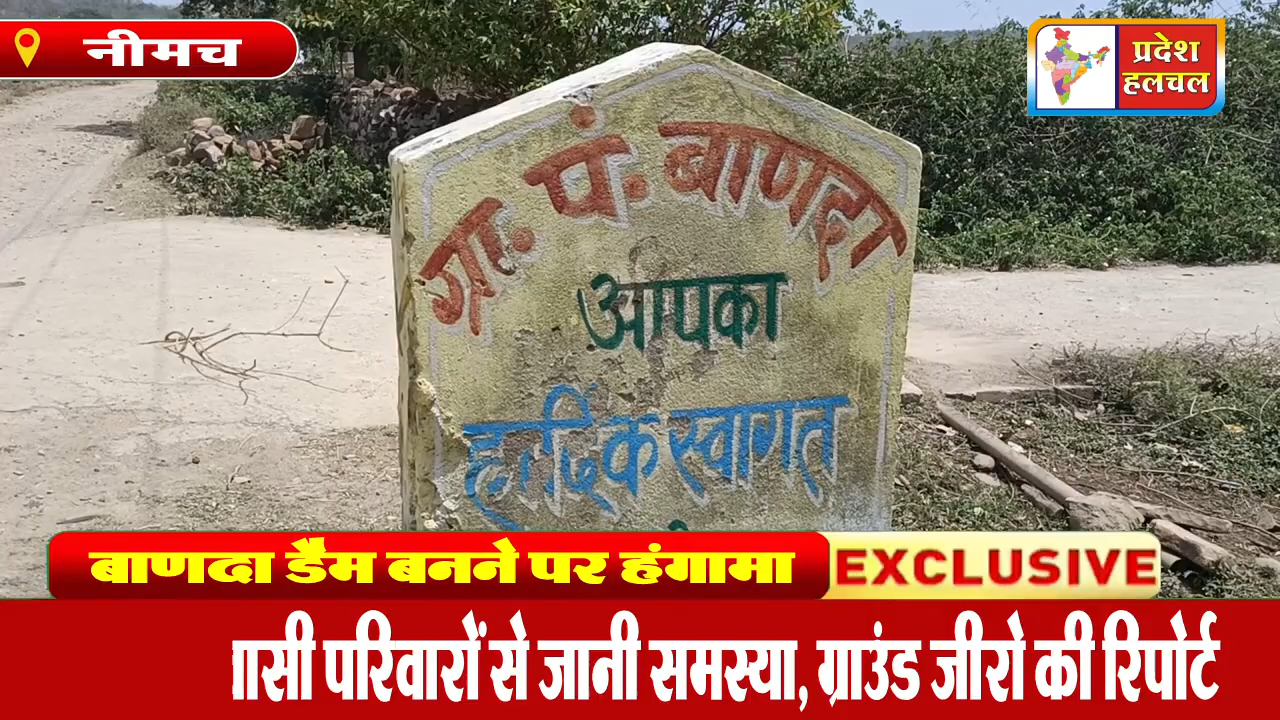 नीमच
प्रदेश
हलचल
ग्रा. पं. बाणदा
आपका
हार्दिक स्वागत
बाणदा डैम बनने पर हंगामा
EXCLUSIVE
परिवारों से जानी समस्या, ग्राउंड जीरो की रिपोर्ट